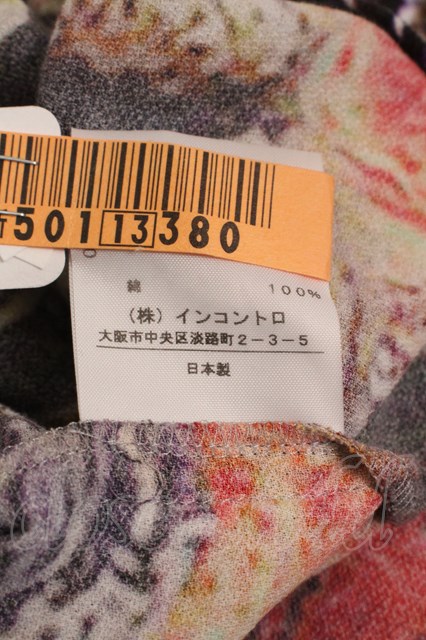 501 13 380
綿 100%
(株) インコントロ
大阪市中央区淡路町2-3-5
日本製